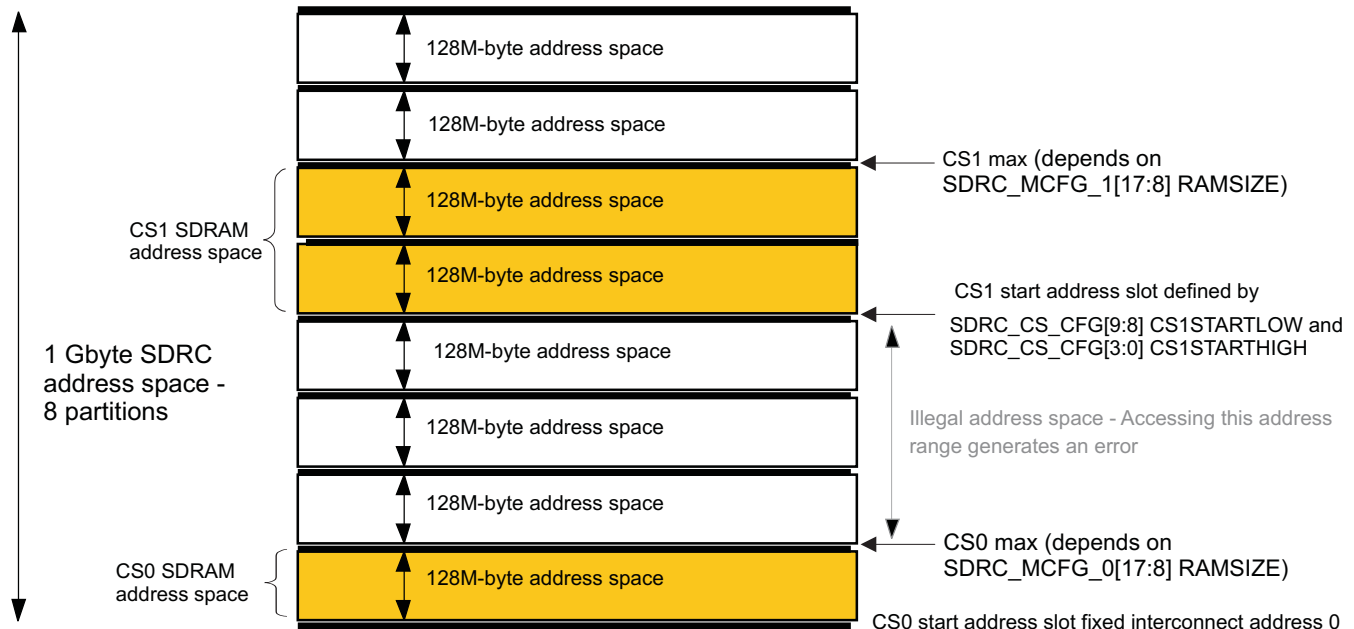 128M-byte address space
128M-byte address space
CS1 max (depends on
SDRC_MCFG_1[17:8] RAMSIZE)
128M-byte address space
CS1 SDRAM
address space
128M-byte address space
CS1 start address slot defined by
SDRC_CS_CFG[9:8] CS1STARTLOW and
SDRC_CS_CFG[3:0] CS1STARTHIGH
128M-byte address space
1 Gbyte SDRC
address space -
8 partitions
Illegal address space - Accessing this address
range generates an error
128M-byte address space
128M-byte address space
CS0 max (depends on
SDRC_MCFG_0[17:8] RAMSIZE)
CS0 SDRAM
address space
128M-byte address space
CS0 start address slot fixed interconnect address 0